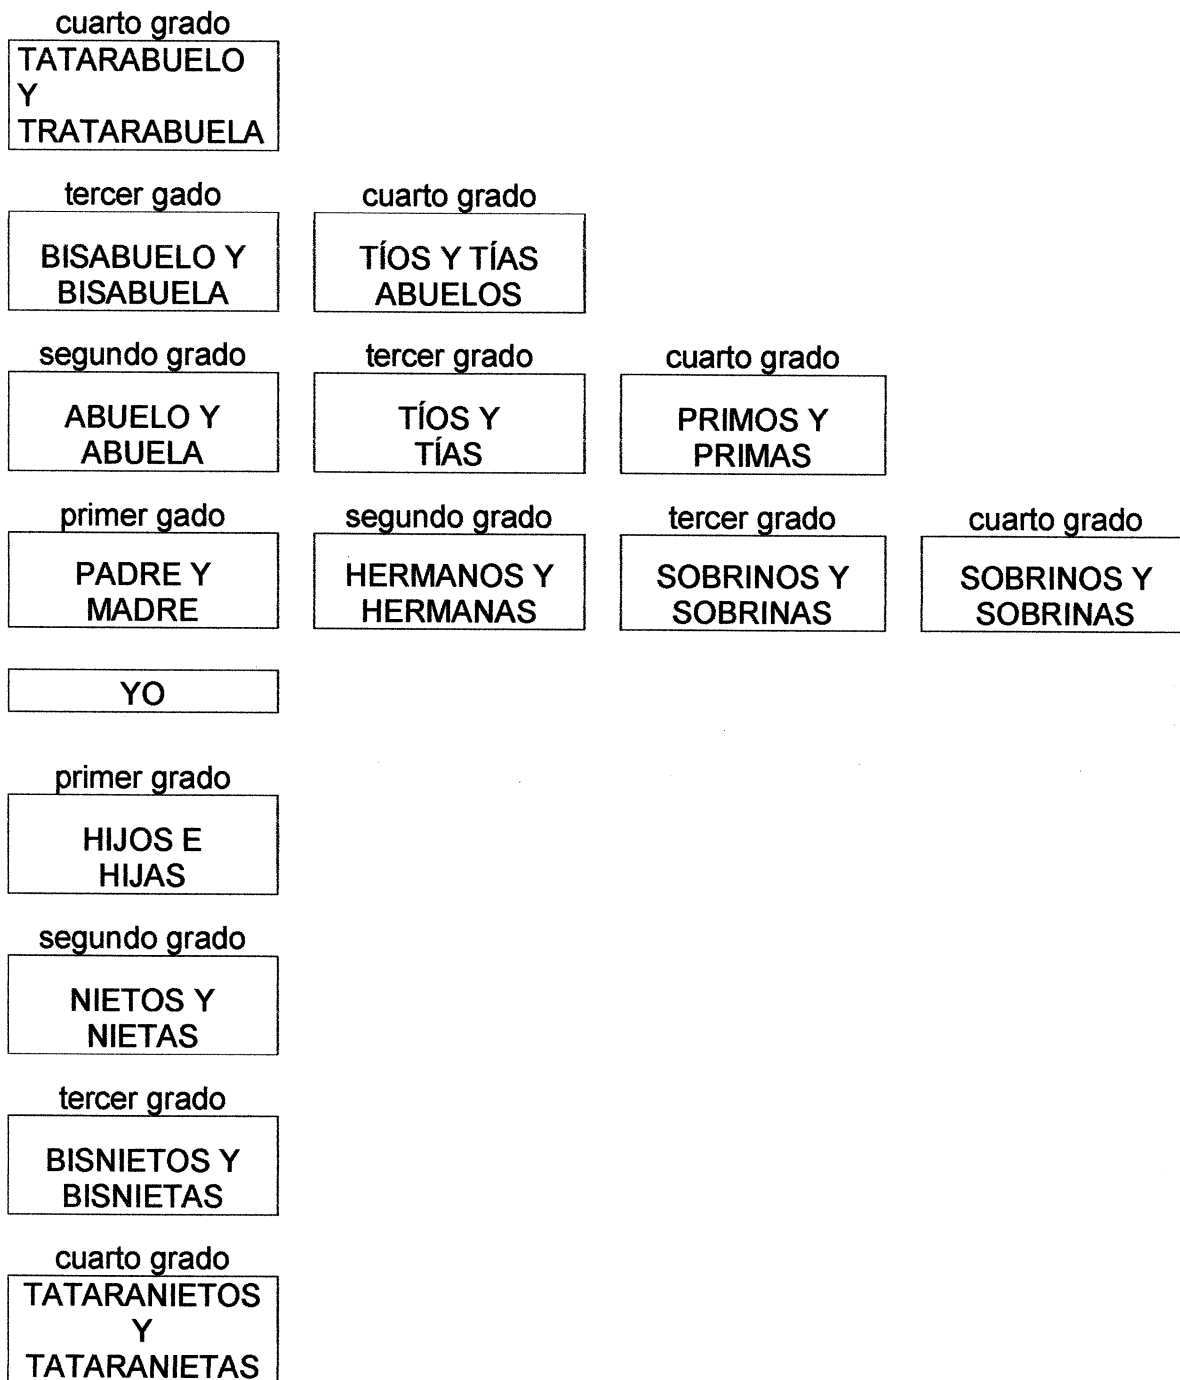 cuarto grado
TATARABUELO
Y
TRATARABUELA
tercer gado
cuarto grado
BISABUELO Y
BISABUELA
TÍOS Y TÍAS
ABUELOS
segundo grado
tercer grado
cuarto grado
ABUELO Y
ABUELA
TÍOS Y
TÍAS
PRIMOS Y
PRIMAS
primer gado
segundo grado
tercer grado
cuarto grado
PADRE Y
MADRE
HERMANOS Y
HERMANAS
SOBRINOS Y
SOBRINAS
SOBRINOS Y
SOBRINAS
YO
primer grado
HIJOS E
HIJAS
segundo grado
NIETOS Y
NIETAS
tercer grado
BISNIETOS Y
BISNIETAS
cuarto grado
TATARANIETOS
Y
TATARANIETAS